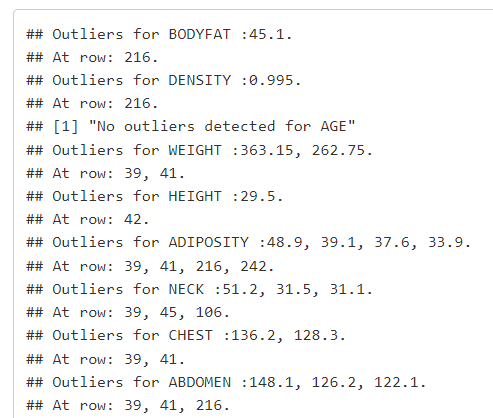 ## Outliers for BODYFAT :45.1.
## At row: 216.
## Outliers for DENSITY :0.995.
## At row: 216.
## [1] "No outliers detected for AGE"
## Outliers for WEIGHT :363.15, 262.75.
## At row: 39, 41.
## Outliers for HEIGHT :29.5.
## At row: 42.
## Outliers for ADIPOSITY :48.9, 39.1, 37.6, 33.9.
## At row: 39, 41, 216, 242.
## Outliers for NECK :51.2, 31.5, 31.1.
## At row: 39, 45, 106.
## Outliers for CHEST :136.2, 128.3.
## At row: 39, 41.
## Outliers for ABDOMEN :148.1, 126.2, 122.1.
## At row: 39, 41, 216.